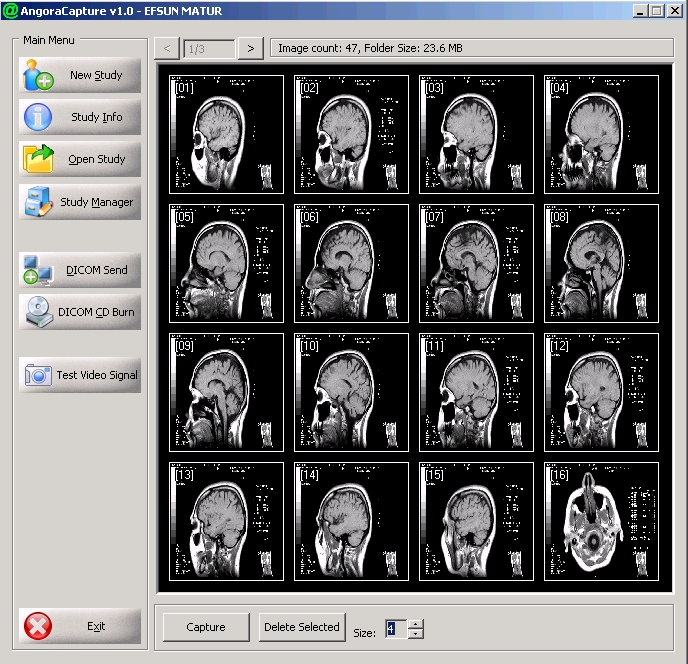 AngoraCapture v1.0 - EFSUN MATUR
Main Menu
New Study
Study Info
Open Study
Study Manager
DICOM Send
DICOM CD Burn
Test Video Signal
Exit
< 1/3 > Image count: 47, Folder Size: 23.6 MB
[01] [02] [03] [04]
[05] [06] [07] [08]
[09] [10] [11] [12]
[13] [14] [15] [16]
Capture Delete Selected Size: 4